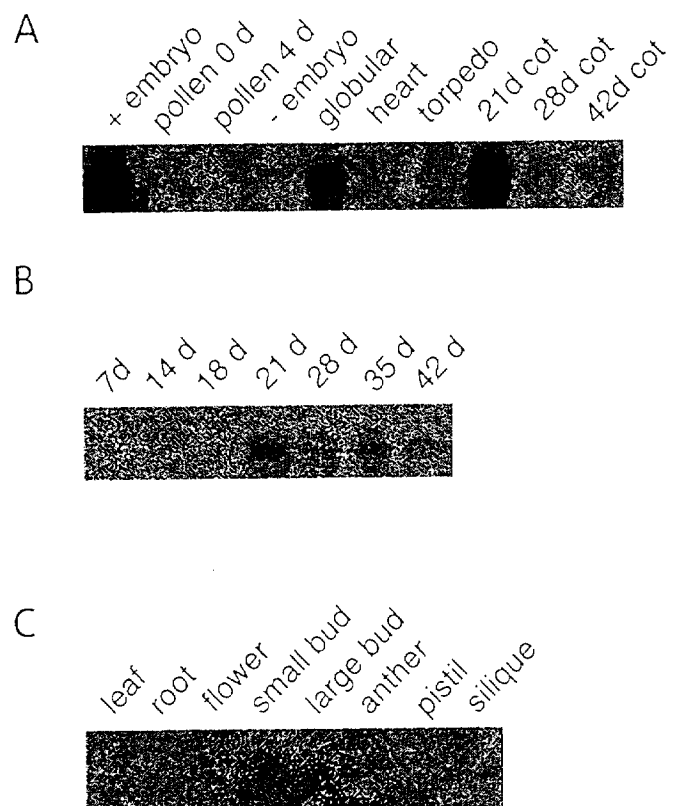 A
+ embryo
pollen 0 d
pollen 4 d
- embryo
globular
heart
torpedo
21d cot
28d cot
42d cot
B
7d
14 d
18 d
21 d
28 d
35 d
42 d
C
leaf
root
flower
small bud
large bud
anther
pistil
silique